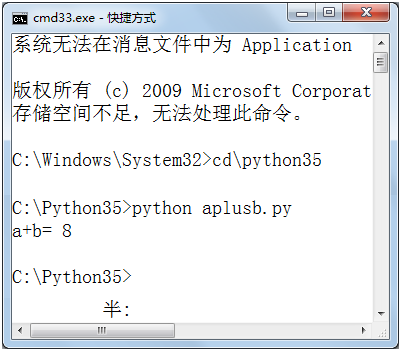 cmd33.exe - 快捷方式
系统无法在消息文件中为 Application
版权所有 (c) 2009 Microsoft Corporat
存储空间不足，无法处理此命令。
C:\Windows\System32>cd\python35
C:\Python35>python aplusb.py
a+b= 8
C:\Python35>
半: